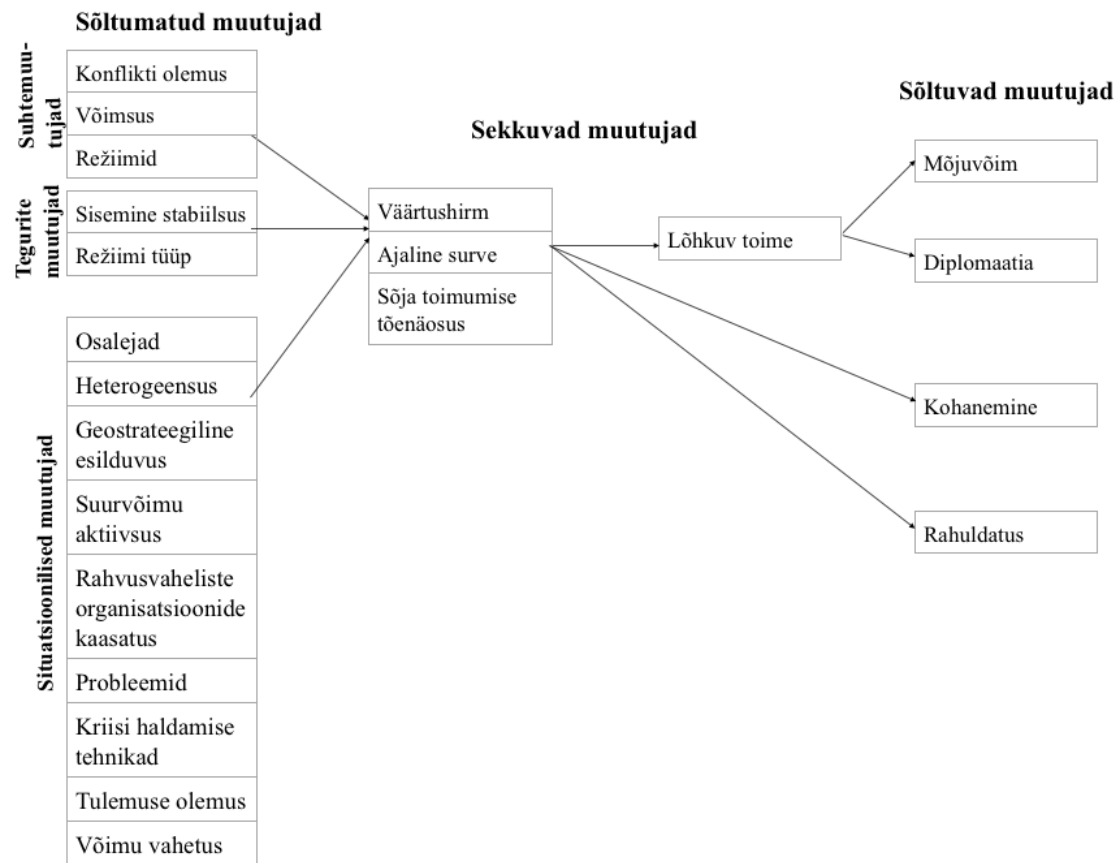 Sõltumatud muutujad
Suhtemuu-
tujad
Konflikti olemus
Võimsus
Režiimid
Tegurite
muutujad
Sisemine stabiilsus
Režiimi tüüp
Situatsioonilised muutujad
Osalejad
Heterogeensus
Geostrateegiline
esilduvus
Suurvõimu
aktiivsus
Rahvusvaheliste
organisatsioonide
kaasatus
Probleemid
Kriisi haldamise
tehnikad
Tulemuse olemus
Võimu vahetus
Sekkuvad muutujad
Väärtushirm
Ajaline surve
Sõja toimumise
tõenäosus
Lõhkuv toime
Sõltuvad muutujad
Mõjuvõim
Diplomaatia
Kohanemine
Rahuldatus